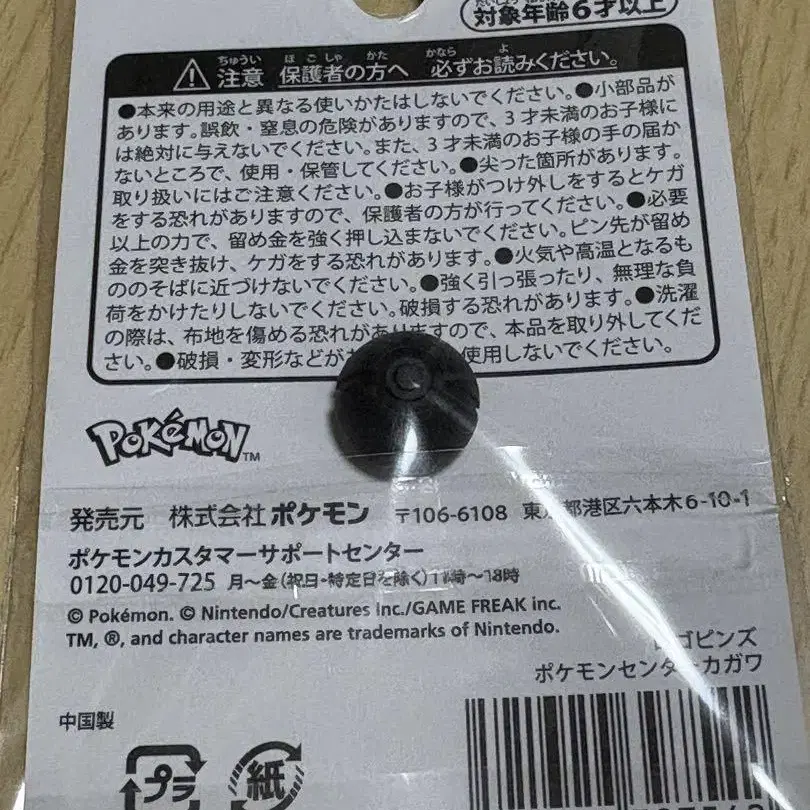 対象年齢6才以上
注意 保護者の方へ 必ずお読みください。
●本来の用途と異なる使いかたはしないでください。●小部品が
あります。誤飲・窒息の危険がありますので、3才未満のお子様に
は絶対に与えないでください。また、3才未満のお子様の手の届か
ないところで、使用・保管してください。●尖った箇所があります。
取り扱いにはご注意ください。●お子様がつけ外しをするとケガ
をする恐れがありますので、保護者の方が行ってください。●必要
以上の力で、留め金を強く押し込まないでください。ピン先が留め
金を突き抜け、ケガをする恐れがあります。●火気や高温となるも
ののそばに近づけないでください。●強く引っ張ったり、無理な負
荷をかけたりしないでください。破損する恐れがあります。●洗濯
の際は、布地を傷める恐れがありますので、本品を取り外してくだ
さい。●破損・変形などが 使用しないでください。
POKéMON TM
発売元 株式会社ポケモン 〒106-6108 東 都港区六本木6-10-1
ポケモンカスタマーサポートセンター
0120-049-725 月〜金(祝日・特定日を除く)11時〜18時
© Pokémon. © Nintendo/Creatures Inc./GAME FREAK inc.
TM, ®, and character names are trademarks of Nintendo.
ロゴピンズ
ポケモンセンターカガワ
中国製
プラ
紙